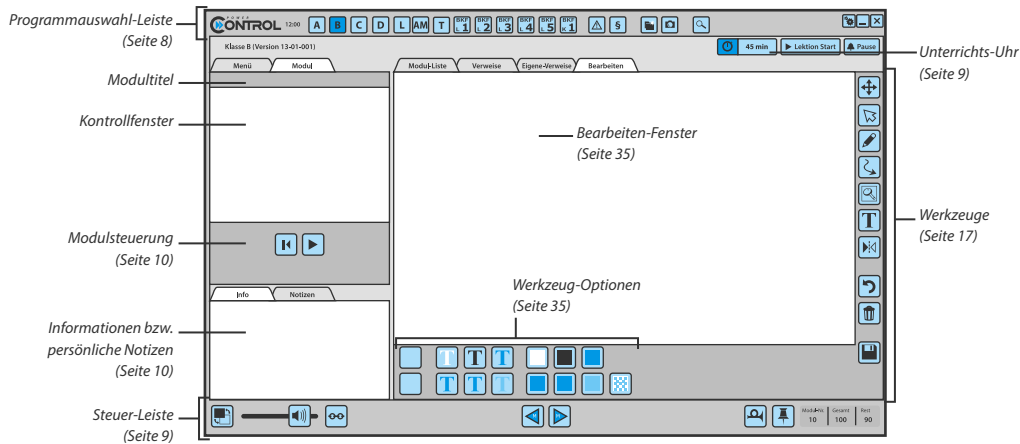 Programmauswahl-Leiste
(Seite 8)
POWER
CONTROL 12:00 A B C D L AM T BKF L 1 BKF L 2 BKF L 3 BKF L 4 BKF L 5 BKF K 1 §
Klasse B (Version 13-01-001)
45 min Lektion Start Pause
Unterrichts-Uhr
(Seite 9)
Menü Modul
Modul-Liste Verweise Eigene-Verweise Bearbeiten
Modultitel
Kontrollfenster
Bearbeiten-Fenster
(Seite 35)
T
Werkzeuge
(Seite 17)
Modulsteuerung
(Seite 10)
Werkzeug-Optionen
(Seite 35)
Info Notizen
Informationen bzw.
persönliche Notizen
(Seite 10)
T T T
T T T
Steuer-Leiste
(Seite 9)
Modul-Nr. Gesamt Rest
10 100 90